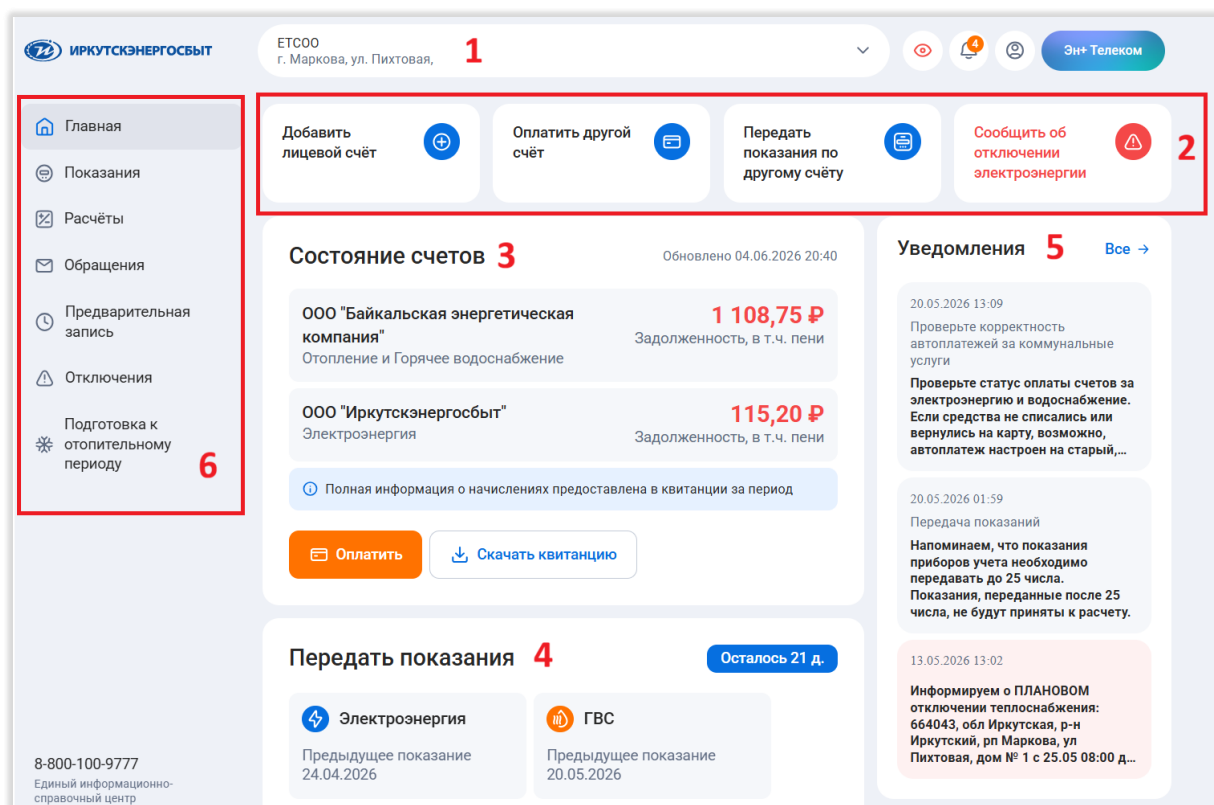 ИРКУТСКЭНЕРГОСБЫТ
ЕТСОО
г. Маркова, ул. Пихтовая,
1
4
Эн+ Телеком
Главная
Показания
Расчёты
Обращения
Предварительная
запись
Отключения
Подготовка к
отопительному
периоду
6
8-800-100-9777
Единый информационно-
справочный центр
Добавить
лицевой счёт
Оплатить другой
счёт
Передать
показания по
другому счёту
Сообщить об
отключении
электроэнергии
2
Состояние счетов
3
Обновлено 04.06.2026 20:40
ООО "Байкальская энергетическая
компания"
Отопление и Горячее водоснабжение
1 108,75 ₽
Задолженность, в т.ч. пени
ООО "Иркутскэнергосбыт"
Электроэнергия
115,20 ₽
Задолженность, в т.ч. пени
Полная информация о начислениях предоставлена в квитанции за период
Оплатить
Скачать квитанцию
Передать показания
4
Осталось 21 д.
Электроэнергия
Предыдущее показание
24.04.2026
ГВС
Предыдущее показание
20.05.2026
Уведомления
5
Все →
20.05.2026 13:09
Проверьте корректность
автоплатежей за коммунальные
услуги
Проверьте статус оплаты счетов за
электроэнергию и водоснабжение.
Если средства не списались или
вернулись на карту, возможно,
автоплатеж настроен на старый,...
20.05.2026 01:59
Передача показаний
Напоминаем, что показания
приборов учета необходимо
передавать до 25 числа.
Показания, переданные после 25
числа, не будут приняты к расчету.
13.05.2026 13:02
Информируем о ПЛАНОВОМ
отключении теплоснабжения:
664043, обл Иркутская, р-н
Иркутский, рп Маркова, ул
Пихтовая, дом № 1 с 25.05 08:00 д...